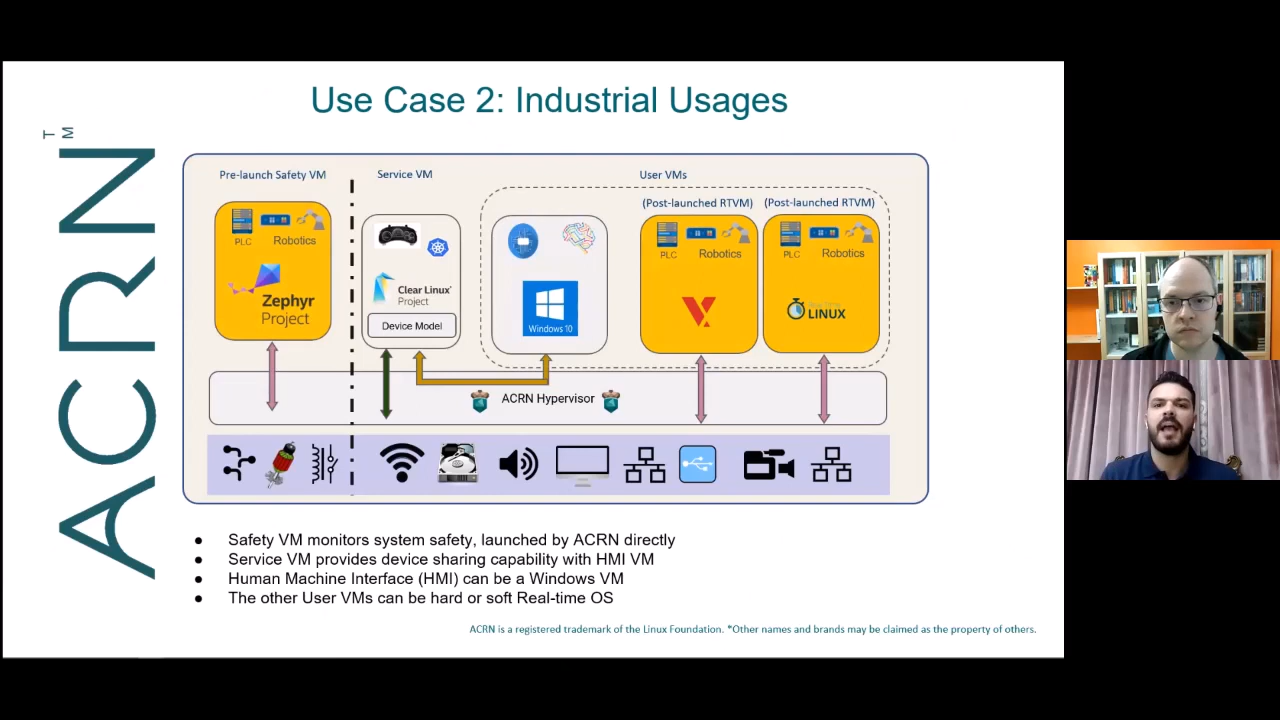 Use Case 2: Industrial Usages
TM
ACRN
Pre-launch Safety VM
Service VM
User VMs
(Post-launched RTVM)
(Post-launched RTVM)
PLC
Robotics
Zephyr
Project
Clear Linux*
Project
Device Model
Windows 10
PLC
Robotics
PLC
Robotics
LINUX
ACRN Hypervisor
● Safety VM monitors system safety, launched by ACRN directly
● Service VM provides device sharing capability with HMI VM
● Human Machine Interface (HMI) can be a Windows VM
● The other User VMs can be hard or soft Real-time OS
ACRN is a registered trademark of the Linux Foundation. *Other names and brands may be claimed as the property of others.